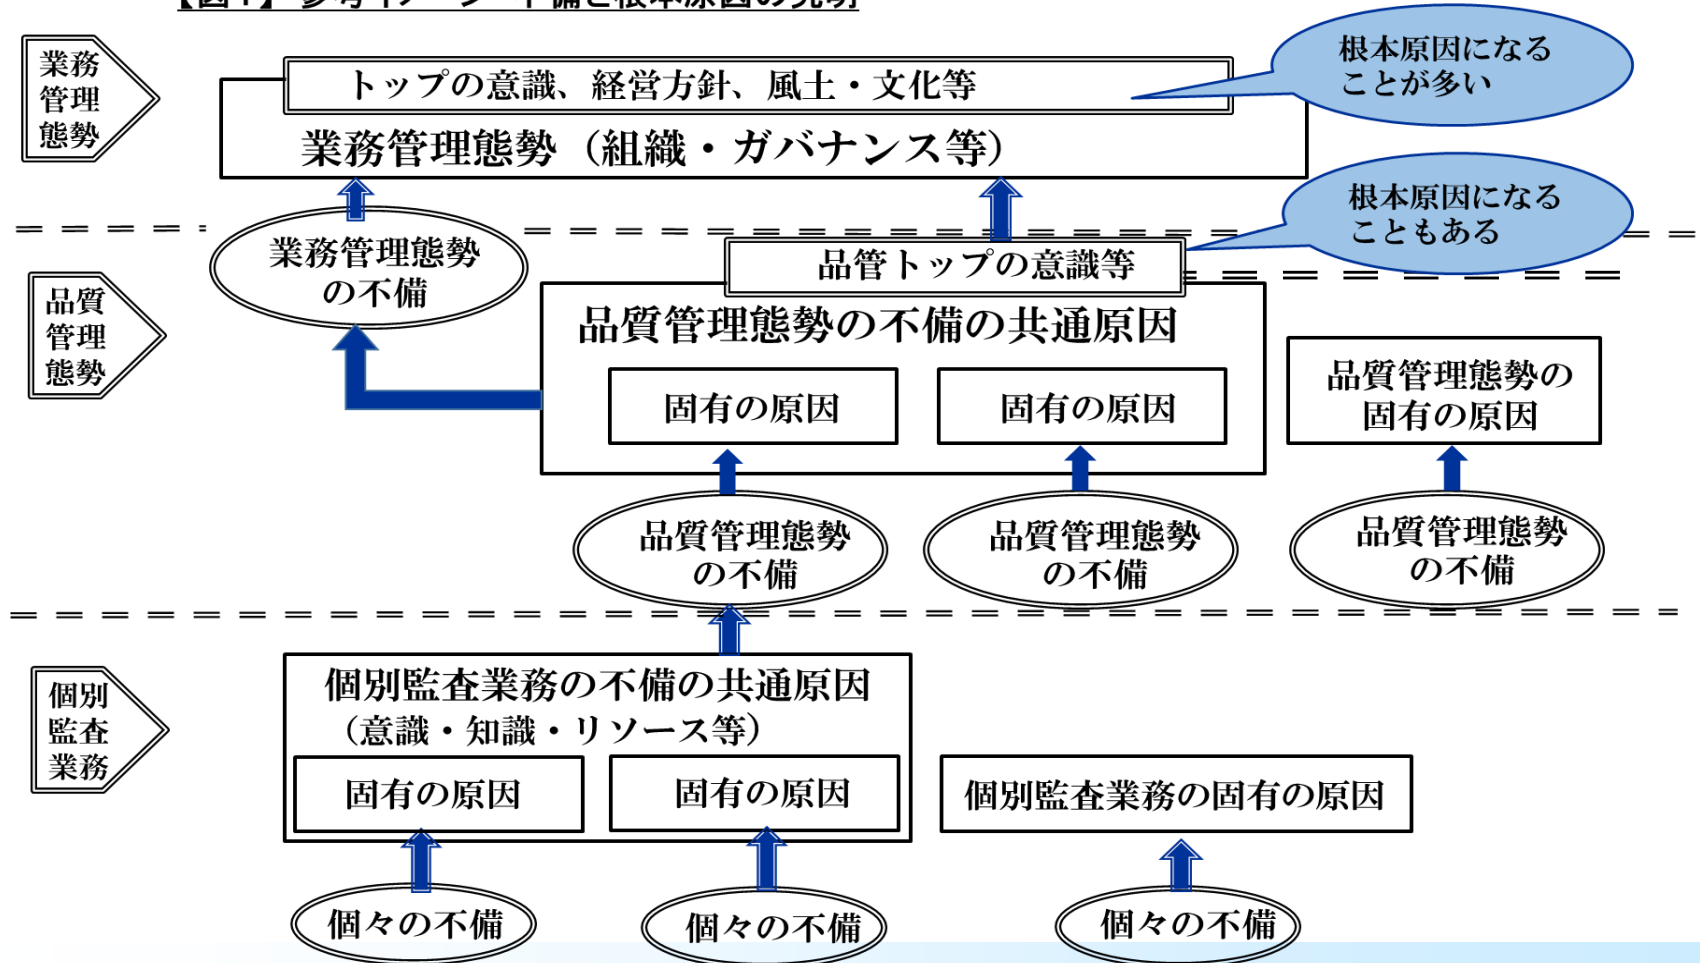 業務
管理
態勢
トップの意識、経営方針、風土・文化等
業務管理態勢（組織・ガバナンス等）
根本原因になる
ことが多い
根本原因になる
こともある
業務管理態勢
の不備
品質
管理
態勢
品管トップの意識等
品質管理態勢の不備の共通原因
固有の原因
固有の原因
品質管理態勢の
固有の原因
品質管理態勢
の不備
品質管理態勢
の不備
品質管理態勢
の不備
個別
監査
業務
個別監査業務の不備の共通原因
（意識・知識・リソース等）
固有の原因
固有の原因
個別監査業務の固有の原因
個々の不備
個々の不備
個々の不備